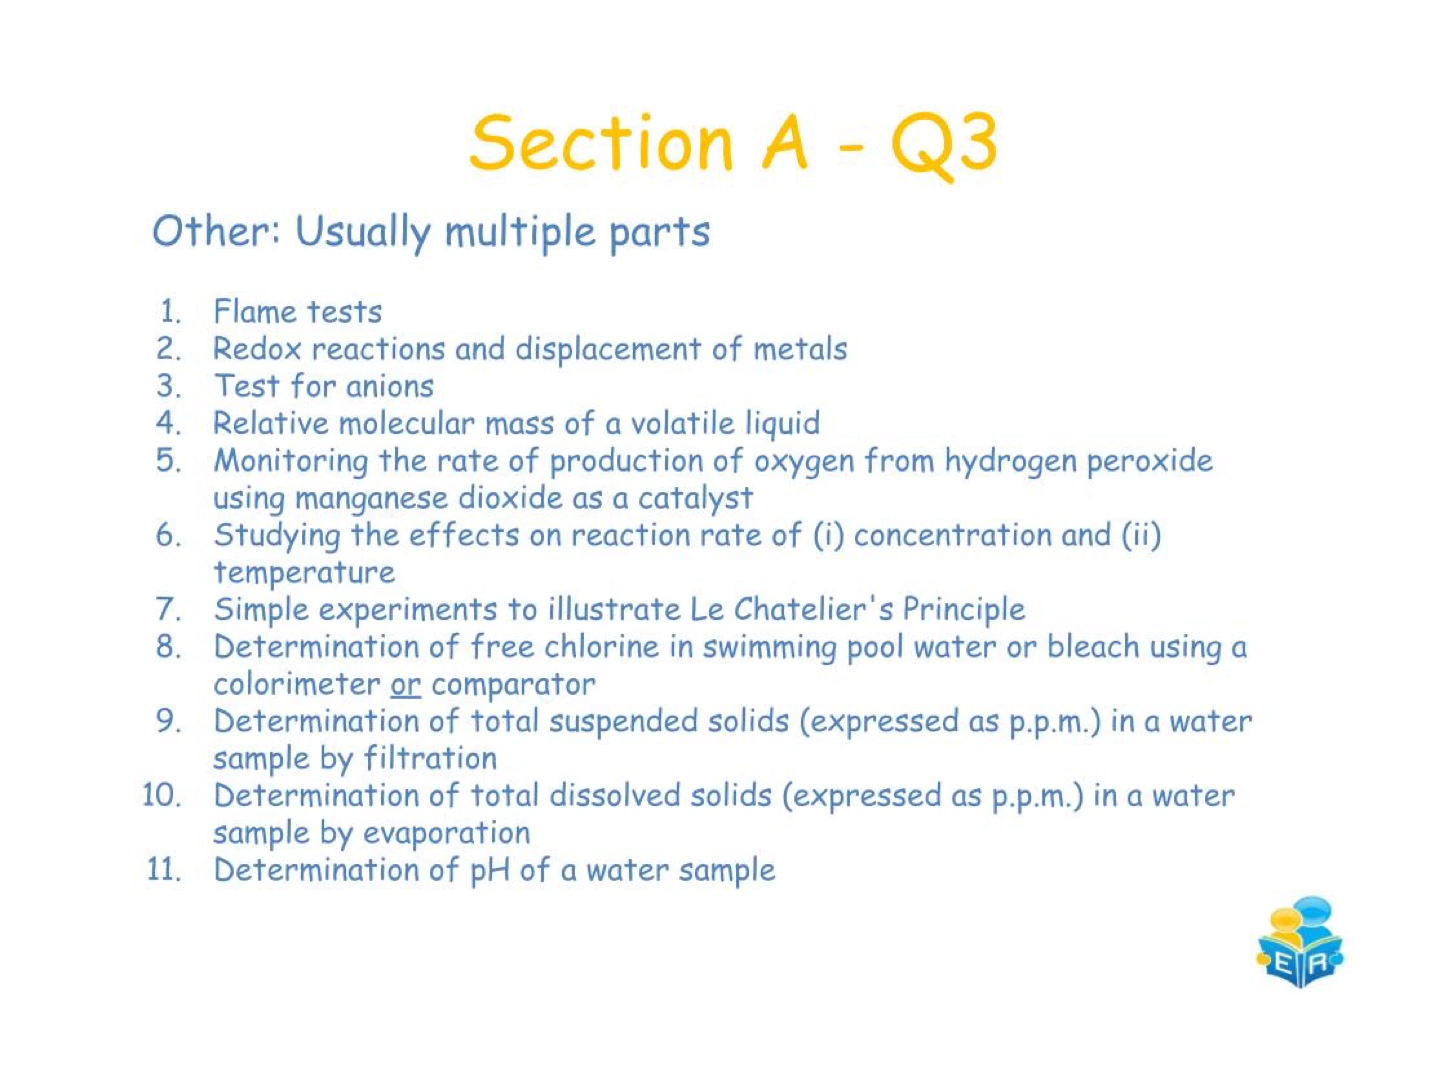 Section A - Q3
Other: Usually multiple parts
1. Flame tests
2. Redox reactions and displacement of metals
3. Test for anions
4. Relative molecular mass of a volatile liquid
5. Monitoring the rate of production of oxygen from hydrogen peroxide
using manganese dioxide as a catalyst
6. Studying the effects on reaction rate of (i) concentration and (ii)
temperature
7. Simple experiments to illustrate Le Chatelier's Principle
8. Determination of free chlorine in swimming pool water or bleach using a
colorimeter or comparator
9. Determination of total suspended solids (expressed as p.p.m.) in a water
sample by filtration
10. Determination of total dissolved solids (expressed as p.p.m.) in a water
sample by evaporation
11. Determination of pH of a water sample
E R